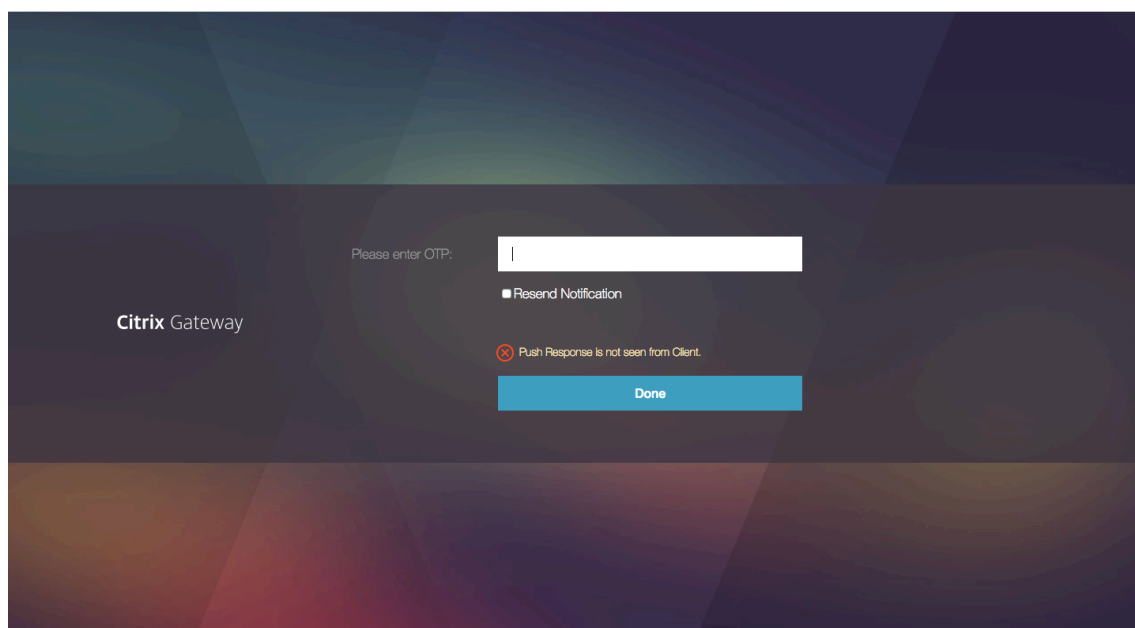 Please enter OTP:
Resend Notification
Citrix Gateway
Push Response is not seen from Client.
Done